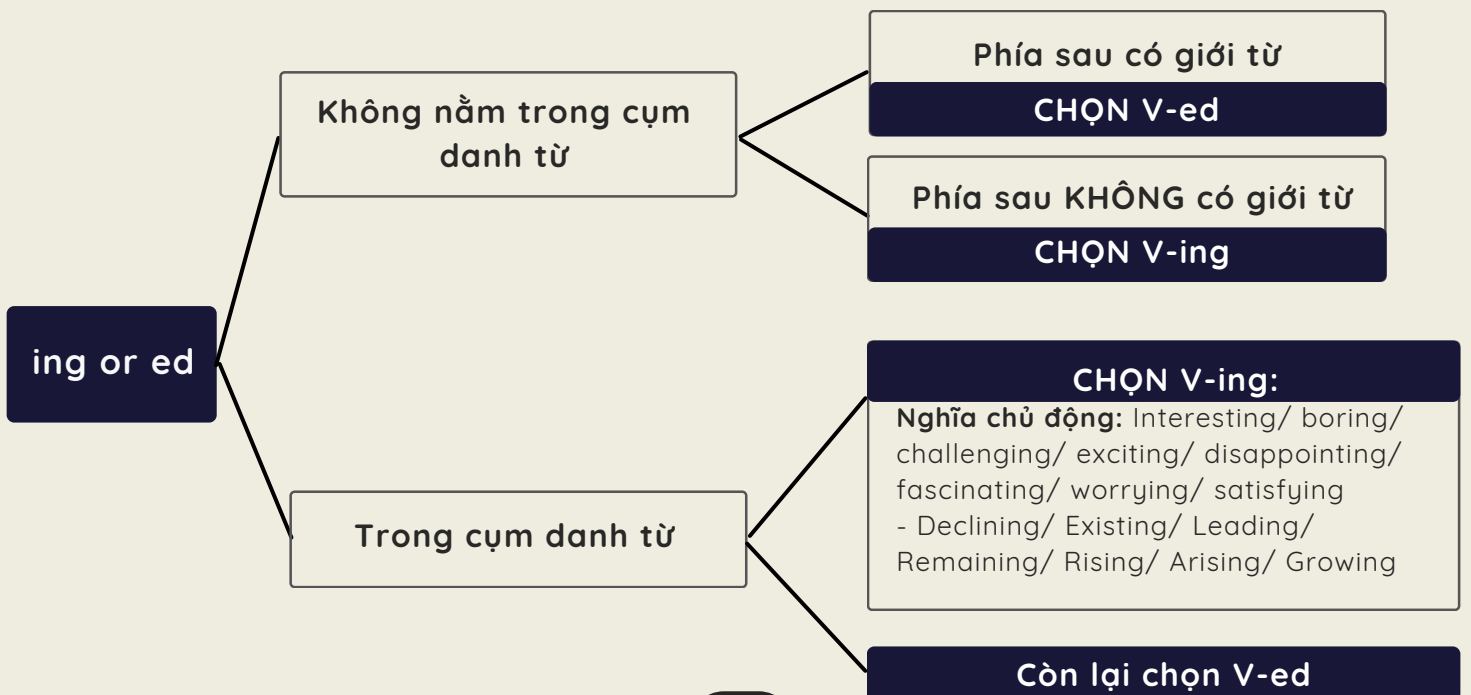 ing or ed
Không nằm trong cụm
danh từ
Phía sau có giới từ
CHỌN V-ed
Phía sau KHÔNG có giới từ
CHỌN V-ing
Trong cụm danh từ
CHỌN V-ing:
Nghĩa chủ động: Interesting/ boring/
challenging/ exciting/ disappointing/
fascinating/ worrying/ satisfying
- Declining/ Existing/ Leading/
Remaining/ Rising/ Arising/ Growing
Còn lại chọn V-ed